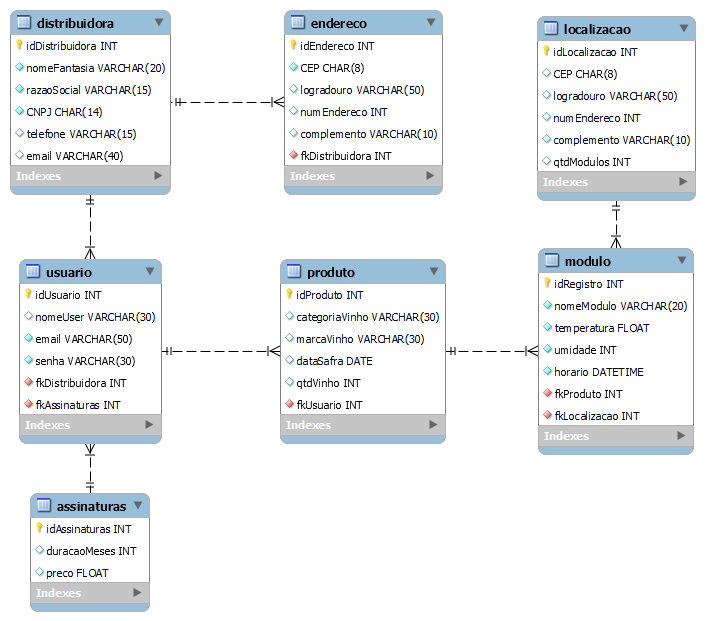 distribuidora
idDistribuidora INT
nomeFantasia VARCHAR(20)
razaoSocial VARCHAR(15)
CNPJ CHAR(14)
telefone VARCHAR(15)
email VARCHAR(40)
Indexes
endereco
idEndereco INT
CEP CHAR(8)
logradouro VARCHAR(50)
numEndereco INT
complemento VARCHAR(10)
fkDistribuidora INT
Indexes
localizacao
idLocalizacao INT
CEP CHAR(8)
logradouro VARCHAR(50)
numEndereco INT
complemento VARCHAR(10)
qtdModulos INT
Indexes
usuario
idUsuario INT
nomeUser VARCHAR(30)
email VARCHAR(50)
senha VARCHAR(30)
fkDistribuidora INT
fkAssinaturas INT
Indexes
produto
idProduto INT
categoriaVinho VARCHAR(30)
marcaVinho VARCHAR(30)
dataSafra DATE
qtdVinho INT
fkUsuario INT
Indexes
modulo
idRegistro INT
nomeModulo VARCHAR(20)
temperatura FLOAT
umidade INT
horario DATETIME
fkProduto INT
fkLocalizacao INT
Indexes
assinaturas
idAssinaturas INT
duracaoMeses INT
preco FLOAT
Indexes